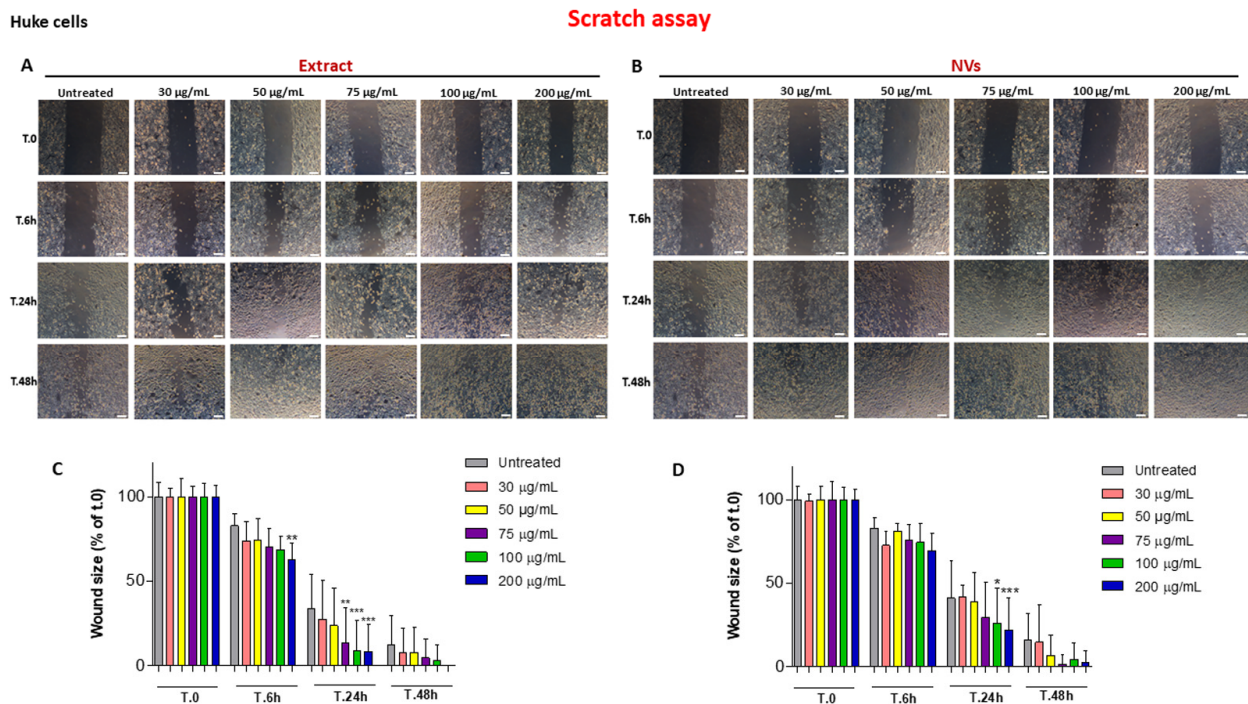 Huke cells
Scratch assay
A
Extract
Untreated 30 µg/mL 50 µg/mL 75 µg/mL 100 µg/mL 200 µg/mL
T.0
T.6h
T.24h
T.48h
B
NVs
Untreated 30 µg/mL 50 µg/mL 75 µg/mL 100 µg/mL 200 µg/mL
T.0
T.6h
T.24h
T.48h
C
Wound size (% of t.0)
100
50
0
**
**
***
***
T.0 T.6h T.24h T.48h
Untreated
30 µg/mL
50 µg/mL
75 µg/mL
100 µg/mL
200 µg/mL
D
Wound size (% of t.0)
100
50
0
*
***
T.0 T.6h T.24h T.48h
Untreated
30 µg/mL
50 µg/mL
75 µg/mL
100 µg/mL
200 µg/mL